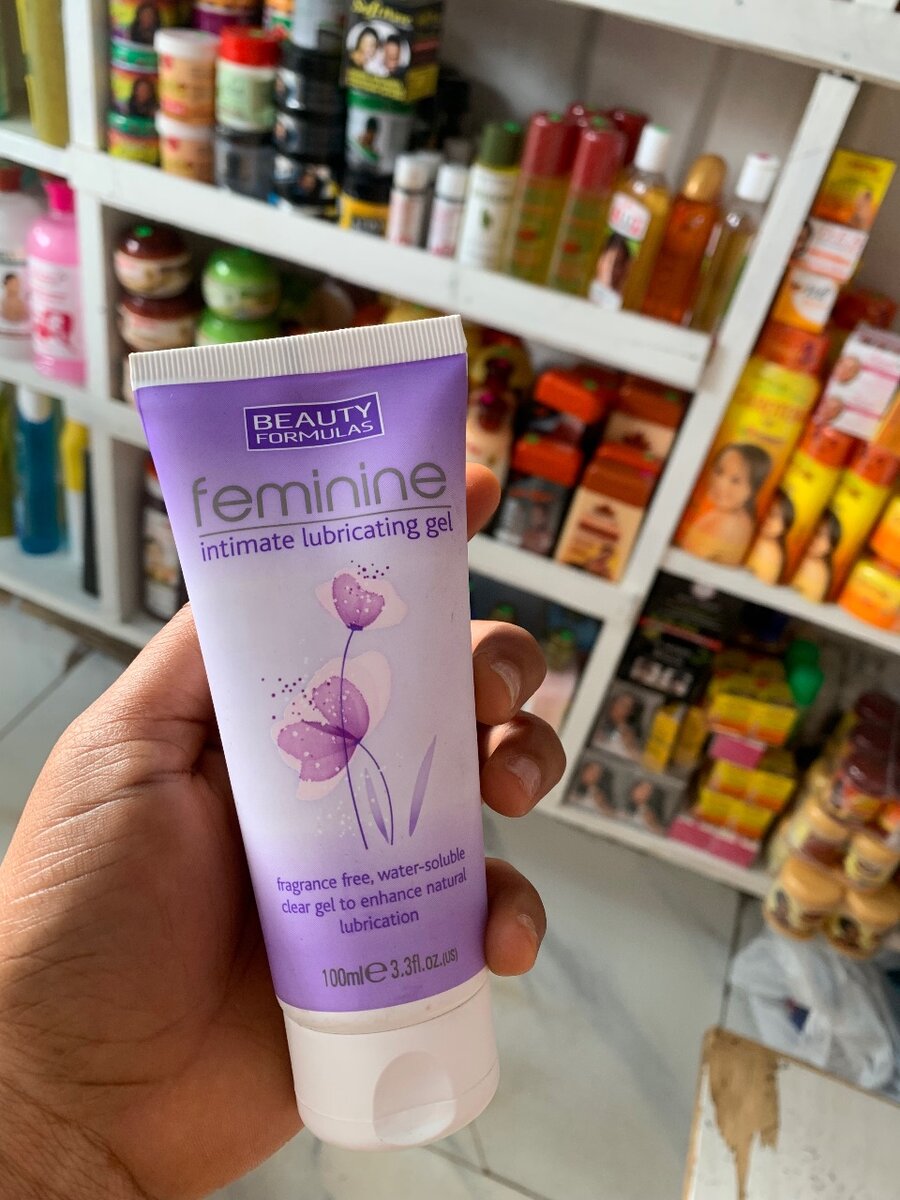 BEAUTY
FORMULAS
feminine
intimate lubricating gel
fragrance free, water-soluble
clear gel to enhance natural
lubrication
100ml℮3.3fl.oz.(US)